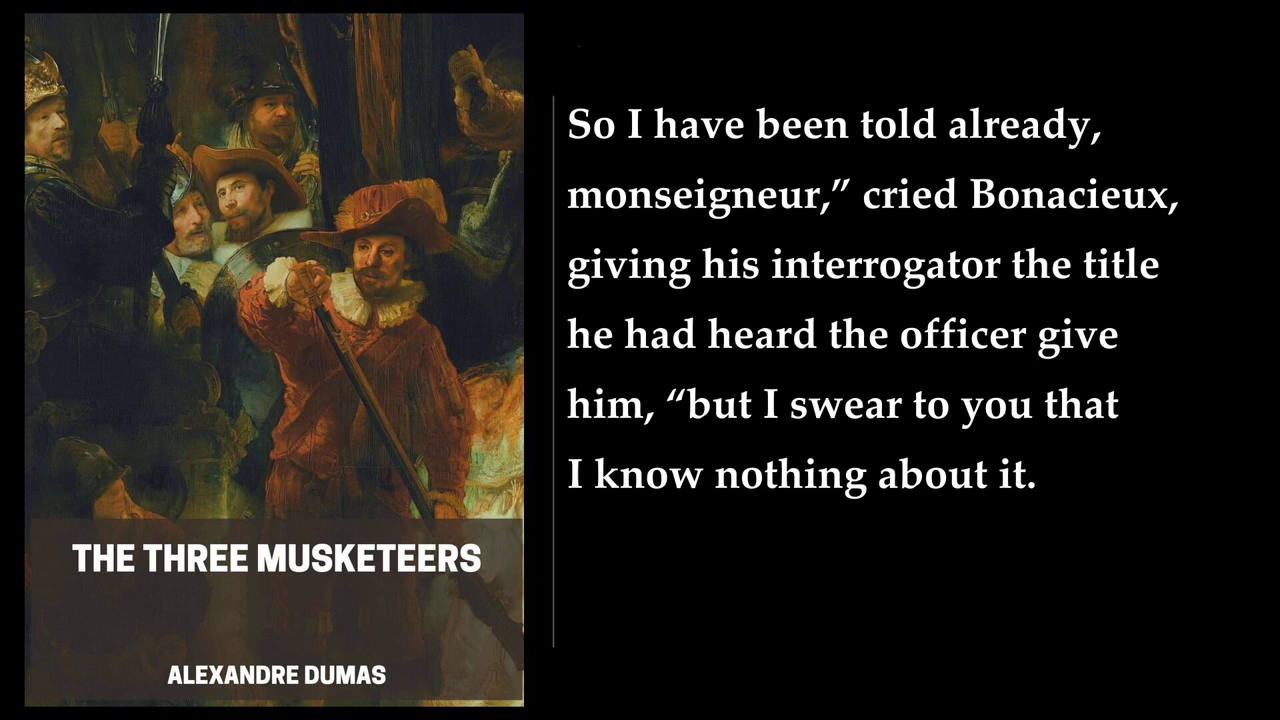 THE THREE MUSKETEERS
ALEXANDRE DUMAS
So I have been told already,
monseigneur,” cried Bonacieux,
giving his interrogator the title
he had heard the officer give
him, “but I swear to you that
I know nothing about it.